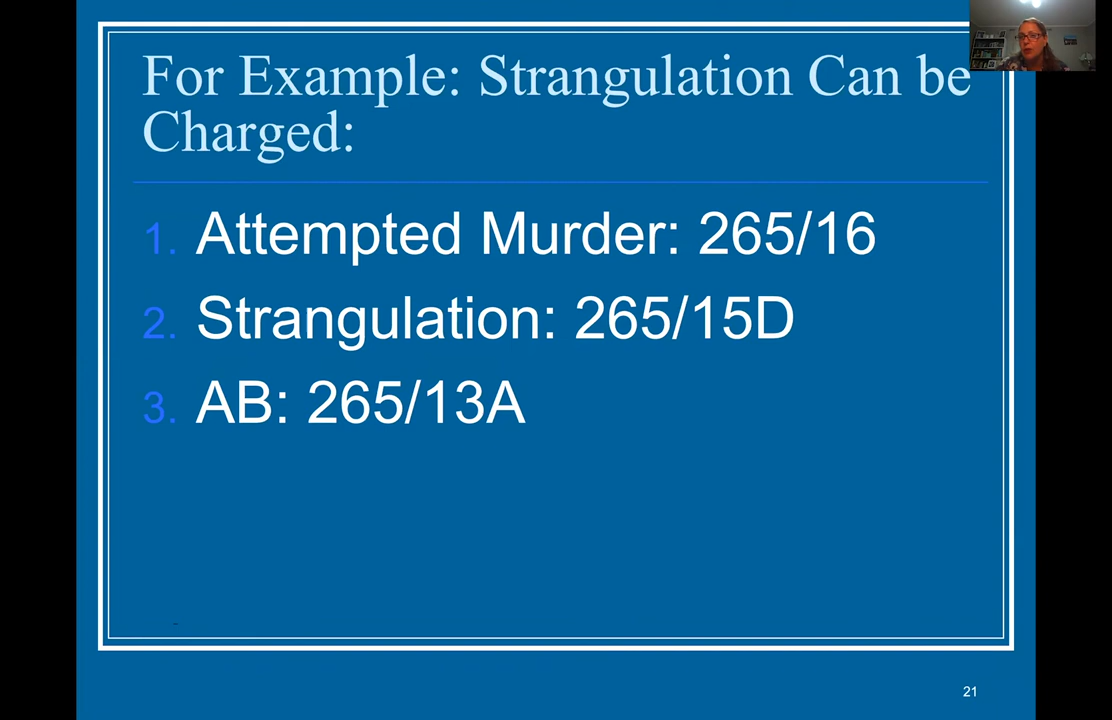 For Example: Strangulation Can be
Charged:
1. Attempted Murder: 265/16
2. Strangulation: 265/15D
3. AB: 265/13A
21